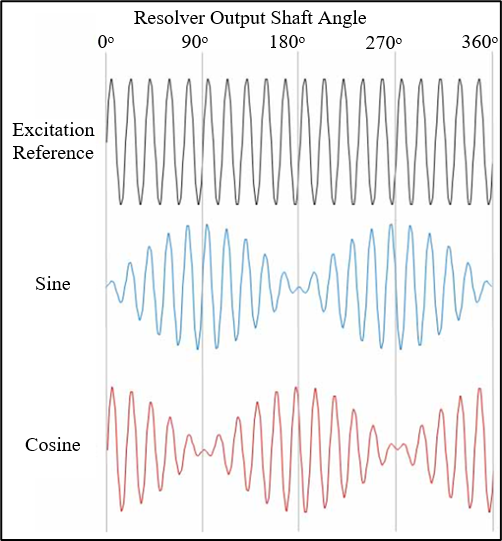 Resolver Output Shaft Angle
0° 90° 180° 270° 360°
Excitation
Reference
Sine
Cosine